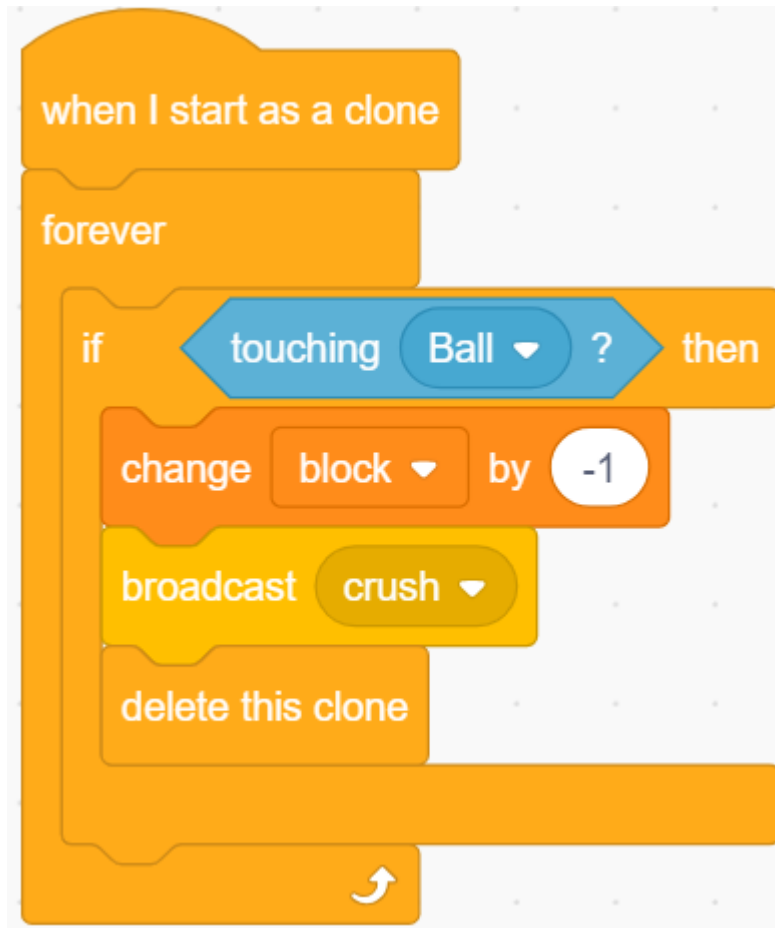 when I start as a clone
forever
if touching Ball ? then
change block by -1
broadcast crush
delete this clone